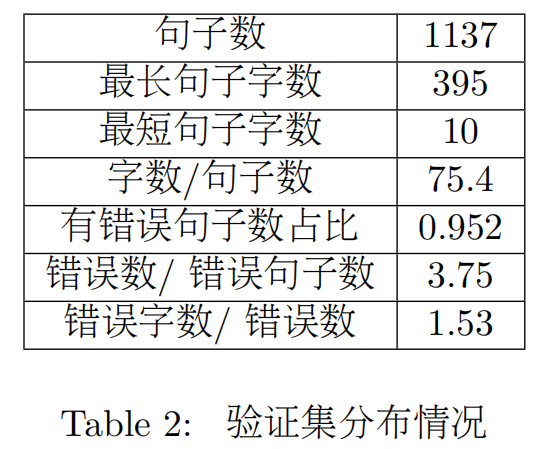 句子数 1137
最长句子字数 395
最短句子字数 10
字数/句子数 75.4
有错误句子数占比 0.952
错误数/ 错误句子数 3.75
错误字数/ 错误数 1.53
Table 2: 验证集分布情况